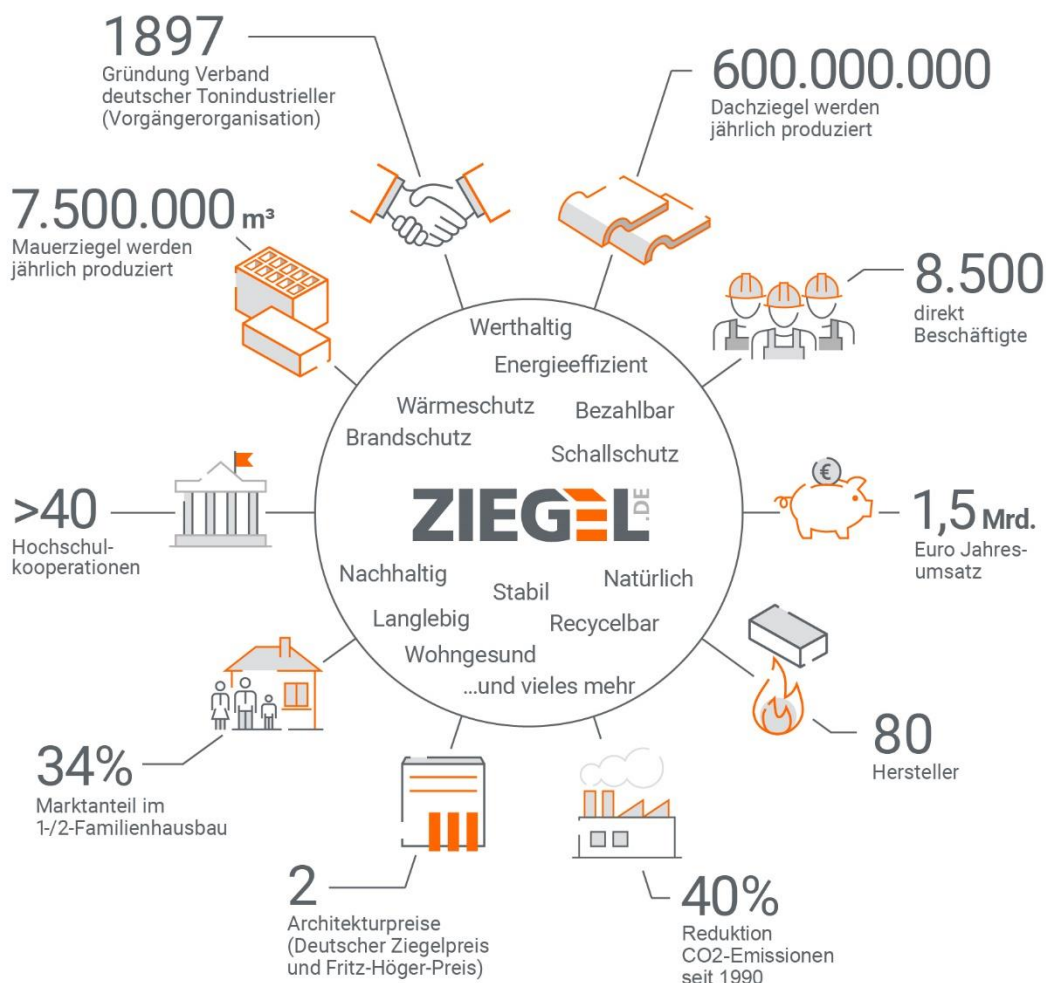 1897
Gründung Verband
deutscher Tonindustrieller
(Vorgängerorganisation)
600.000.000
Dachziegel werden
jährlich produziert
7.500.000 m³
Mauerziegel werden
jährlich produziert
8.500
direkt
Beschäftigte
Werthaltig
Energieeffizient
Wärmeschutz
Bezahlbar
Brandschutz
Schallschutz
ZIEGEL.DE
€
>40
Hochschul-
kooperationen
1,5 Mrd.
Euro Jahres-
umsatz
Nachhaltig
Stabil
Natürlich
Langlebig
Recycelbar
Wohngesund
...und vieles mehr
34%
Marktanteil im
1-/2-Familienhausbau
80
Hersteller
2
Architekturpreise
(Deutscher Ziegelpreis
und Fritz-Höger-Preis)
40%
Reduktion
CO2-Emissionen
seit 1990